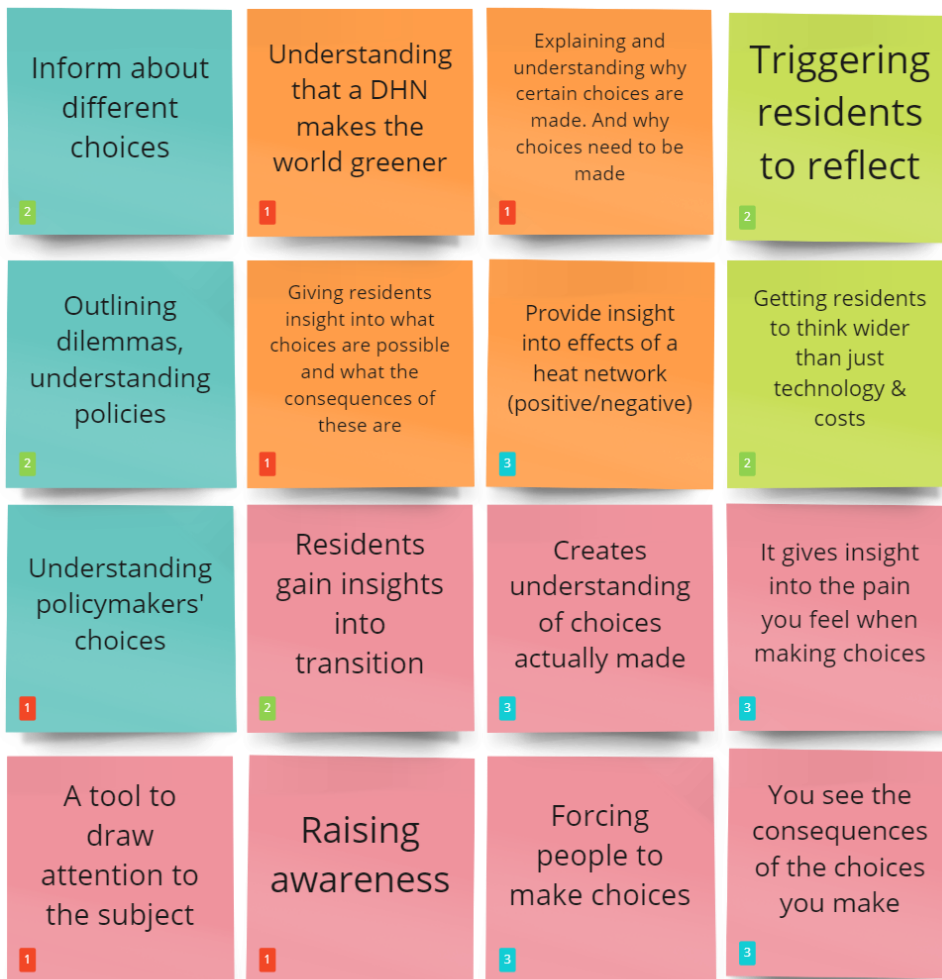 Inform about
different
choices
2
Understanding
that a DHN
makes the
world greener
1
Explaining and
understanding why
certain choices are
made. And why
choices need to be
made
1
Triggering
residents
to reflect
2
Outlining
dilemmas,
understanding
policies
2
Giving residents
insight into what
choices are possible
and what the
consequences of
these are
1
Provide insight
into effects of a
heat network
(positive/negative)
3
Getting residents
to think wider
than just
technology &
costs
2
Understanding
policymakers'
choices
1
Residents
gain insights
into
transition
2
Creates
understanding
of choices
actually made
3
It gives insight
into the pain
you feel when
making choices
3
A tool to
draw
attention to
the subject
1
Raising
awareness
1
Forcing
people to
make choices
3
You see the
consequences
of the choices
you make
3